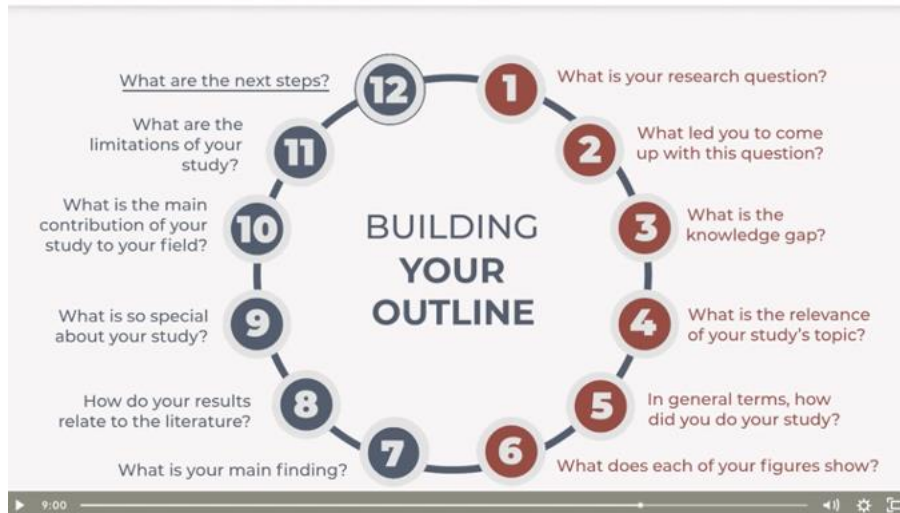 BUILDING
YOUR
OUTLINE
1
What is your research question?
2
What led you to come
up with this question?
3
What is the
knowledge gap?
4
What is the relevance
of your study's topic?
5
In general terms, how
did you do your study?
6
What does each of your figures show?
7
What is your main finding?
8
How do your results
relate to the literature?
9
What is so special
about your study?
10
What is the main
contribution of your
study to your field?
11
What are the
limitations of your
study?
12
What are the next steps?
9:00